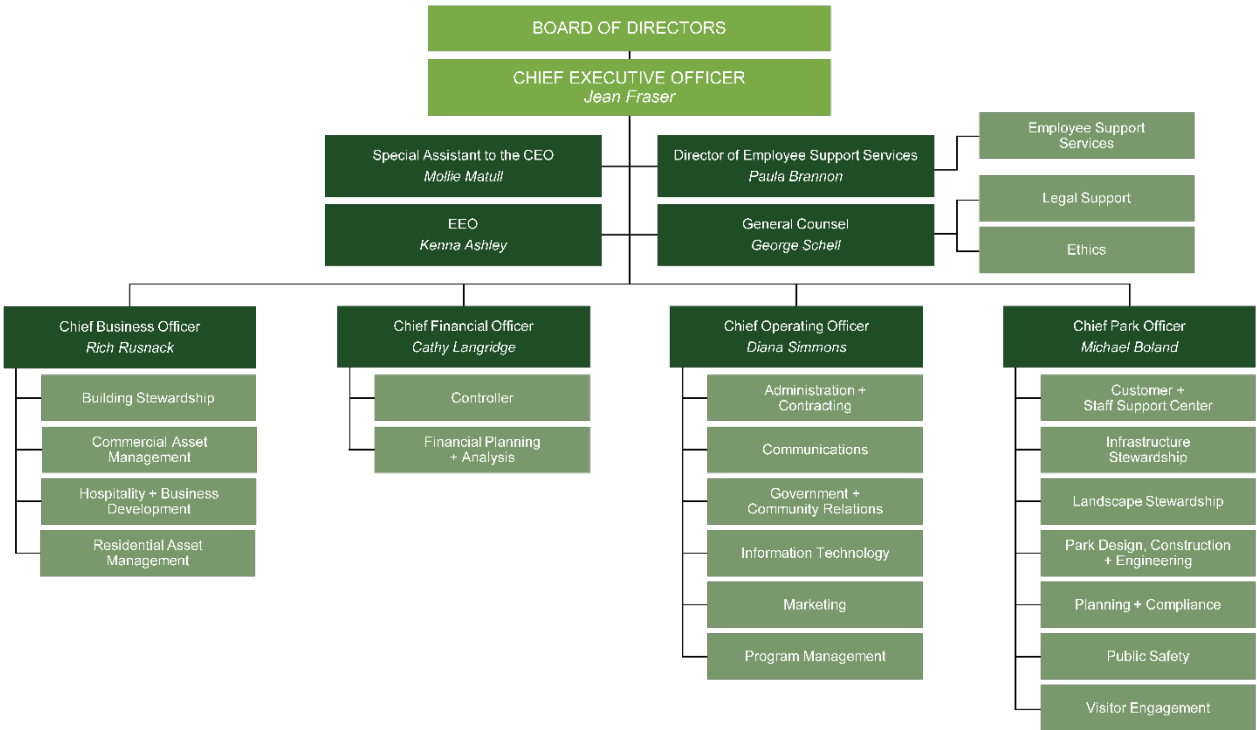 BOARD OF DIRECTORS
CHIEF EXECUTIVE OFFICER
Jean Fraser
Special Assistant to the CEO
Mollie Matull
Director of Employee Support Services
Paula Brannon
Employee Support
Services
EEO
Kenna Ashley
General Counsel
George Schell
Legal Support
Ethics
Chief Business Officer
Rich Rusnack
Building Stewardship
Commercial Asset
Management
Hospitality + Business
Development
Residential Asset
Management
Chief Financial Officer
Cathy Langridge
Controller
Financial Planning
+ Analysis
Chief Operating Officer
Diana Simmons
Administration +
Contracting
Communications
Government +
Community Relations
Information Technology
Marketing
Program Management
Chief Park Officer
Michael Boland
Customer +
Staff Support Center
Infrastructure
Stewardship
Landscape Stewardship
Park Design, Construction
+ Engineering
Planning + Compliance
Public Safety
Visitor Engagement